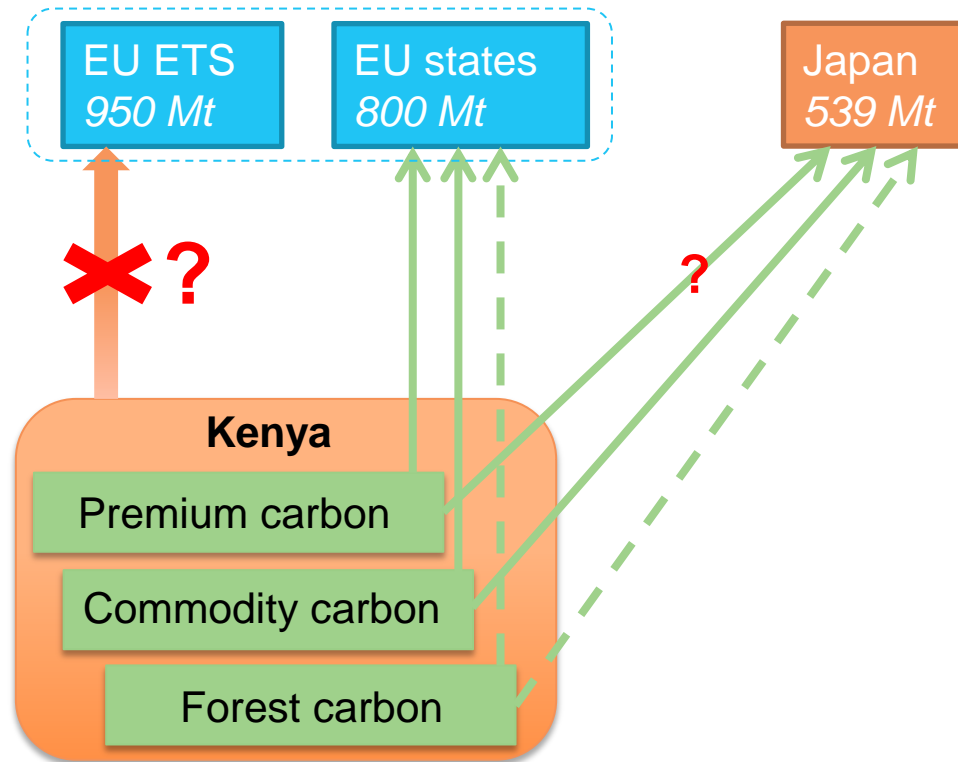 EU ETS
950 Mt
EU states
800 Mt
Japan
539 Mt
?
?
Kenya
Premium carbon
Commodity carbon
Forest carbon